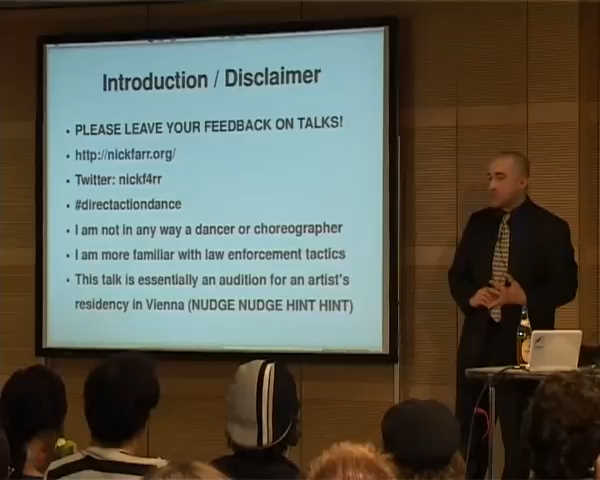 Introduction / Disclaimer
• PLEASE LEAVE YOUR FEEDBACK ON TALKS!
• http://nickfarr.org/
• Twitter: nickf4rr
• #directactiondance
• I am not in any way a dancer or choreographer
• I am more familiar with law enforcement tactics
• This talk is essentially an audition for an artist's
residency in Vienna (NUDGE NUDGE HINT HINT)